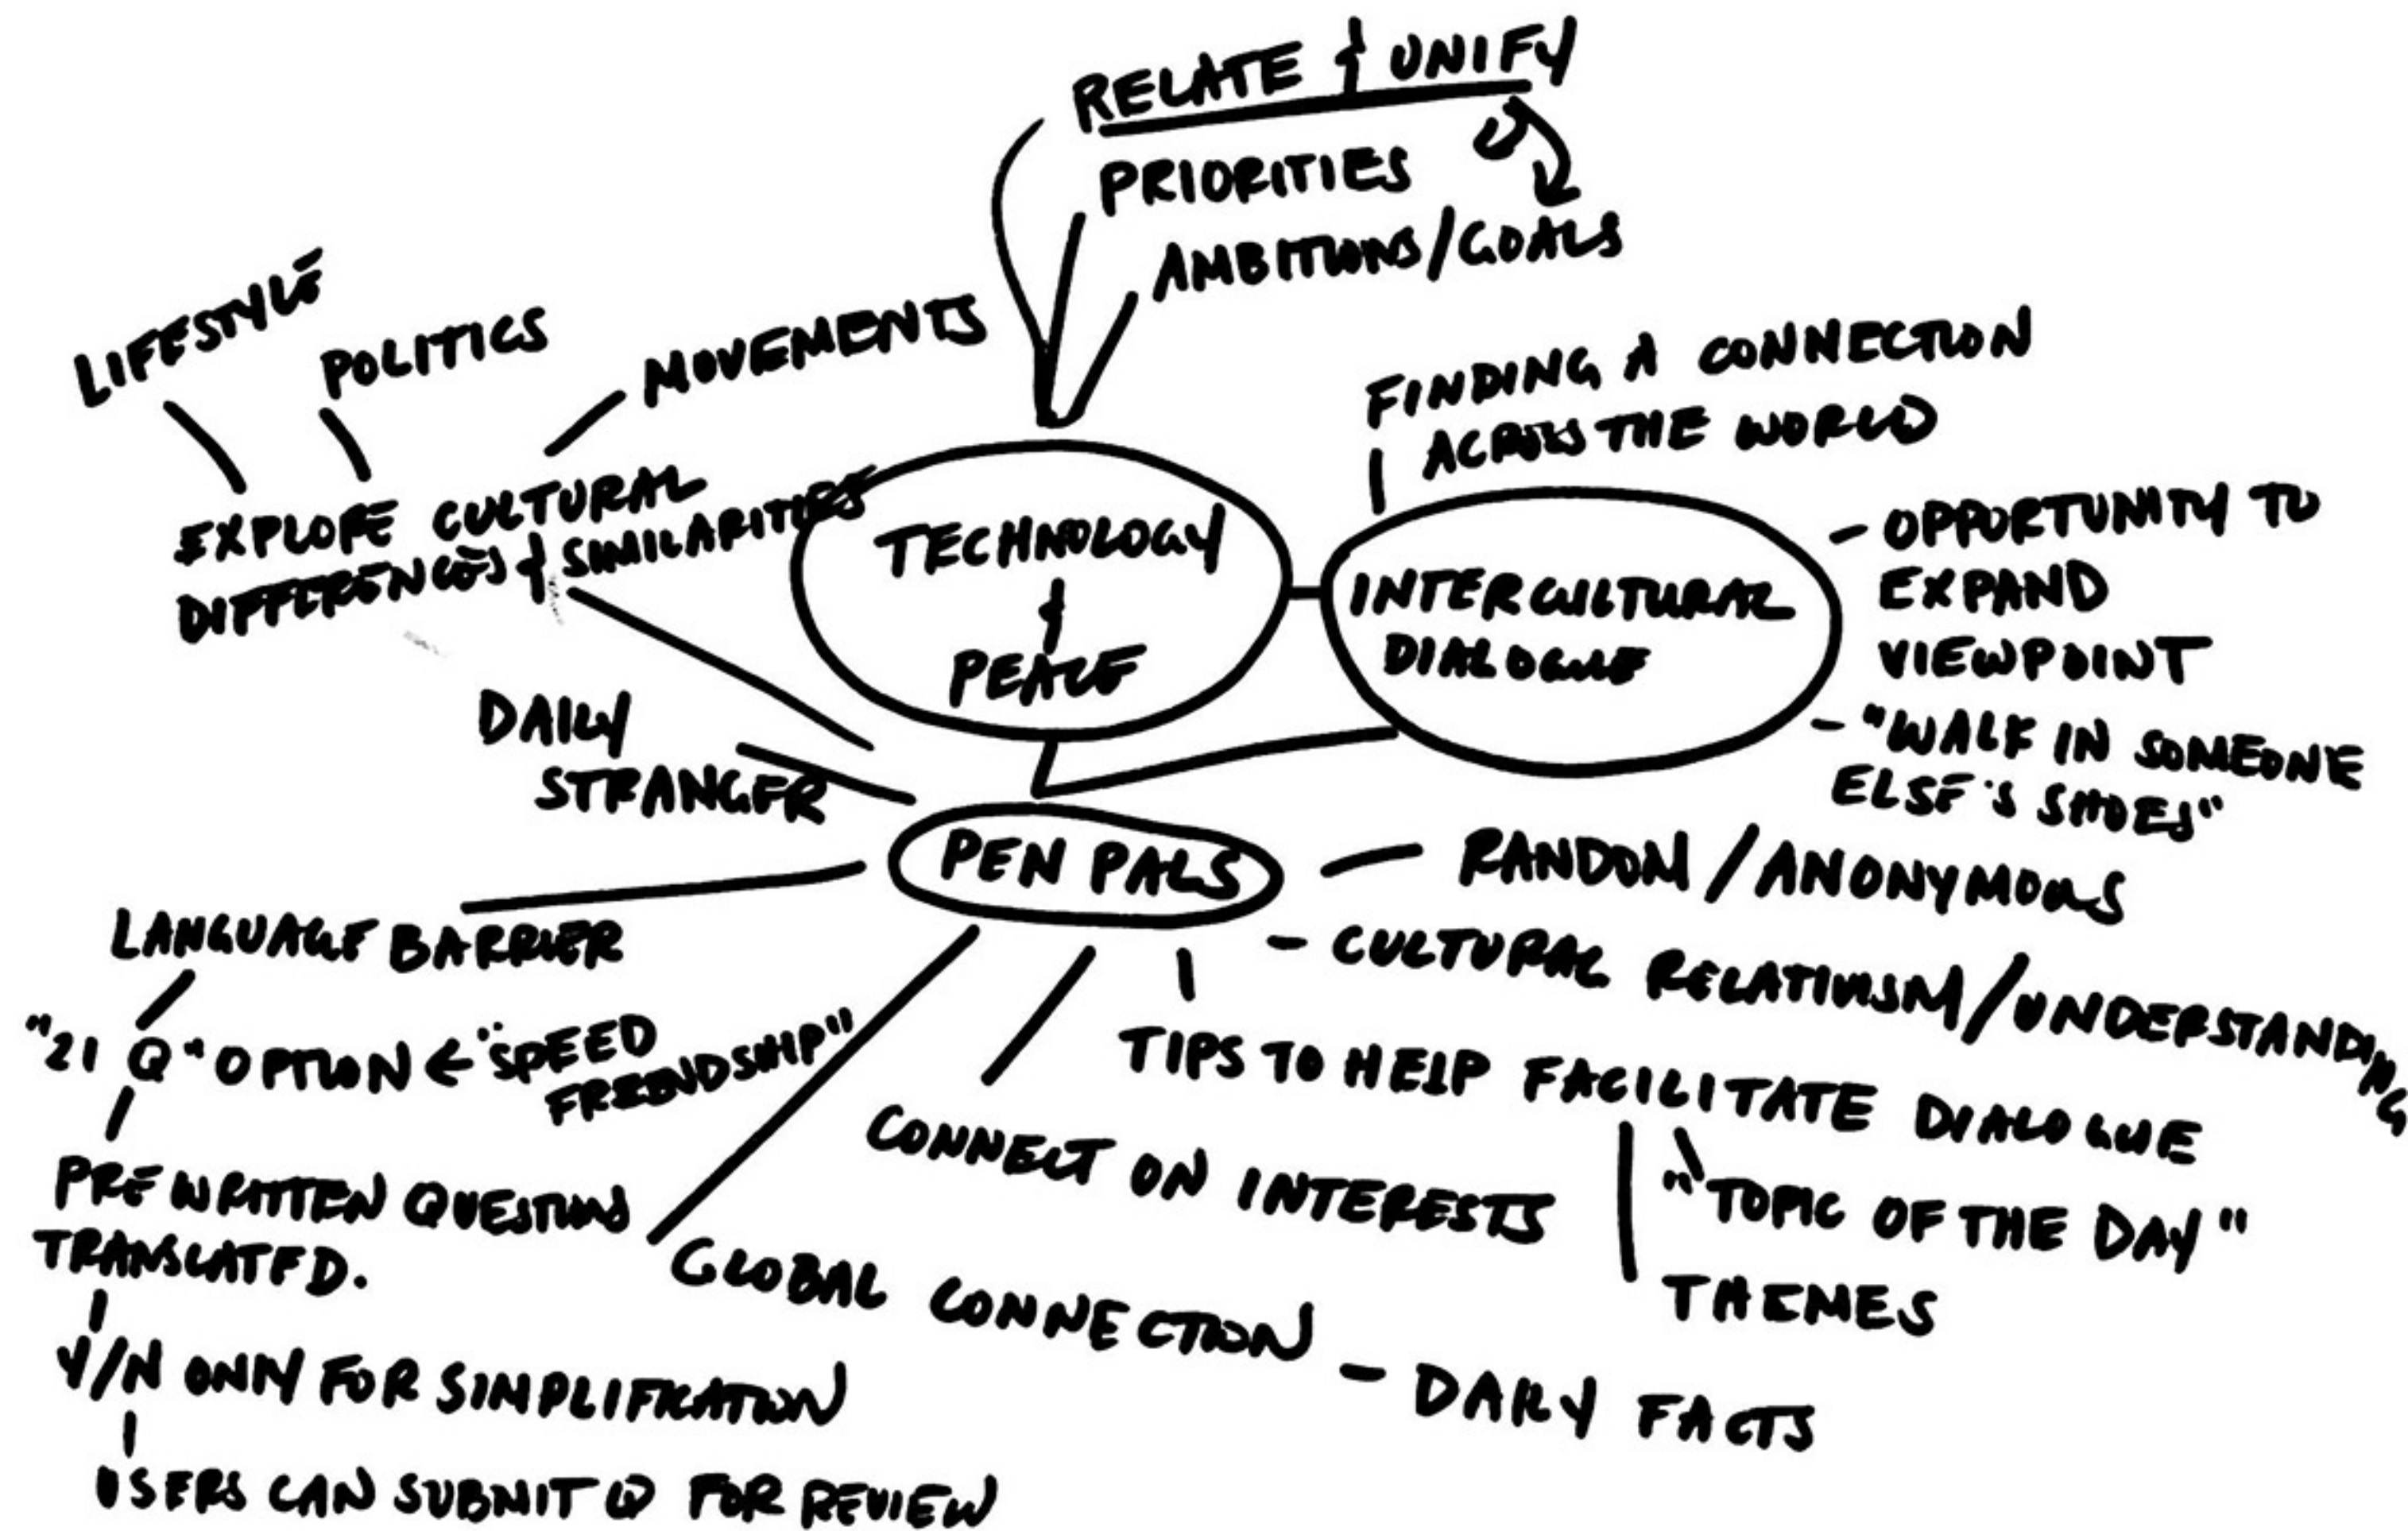 RELATE & UNIFY
PRIORITIES
AMBITIONS/GOALS
LIFESTYLE
POLITICS
MOVEMENTS
EXPLORE CULTURAL
DIFFERENCES & SIMILARITIES
TECHNOLOGY
&
PEACE
FINDING A CONNECTION
ACROSS THE WORLD
INTERCULTURAL
DIALOGUE
- OPPORTUNITY TO
EXPAND
VIEWPOINT
- "WALK IN SOMEONE
ELSE'S SHOES"
DAILY
STRANGER
PEN PALS
RANDOM/ANONYMOUS
- CULTURAL RELATIVISM/UNDERSTANDING
TIPS TO HELP FACILITATE DIALOGUE
"TOPIC OF THE DAY"
THEMES
CONNECT ON INTERESTS
GLOBAL CONNECTION
- DAILY FACTS
LANGUAGE BARRIER
"21 Q" OPTION ← "SPEED
FRIENDSHIP"
PRE WRITTEN QUESTIONS
TRANSLATED.
Y/N ONLY FOR SIMPLIFICATION
USERS CAN SUBMIT Q FOR REVIEW